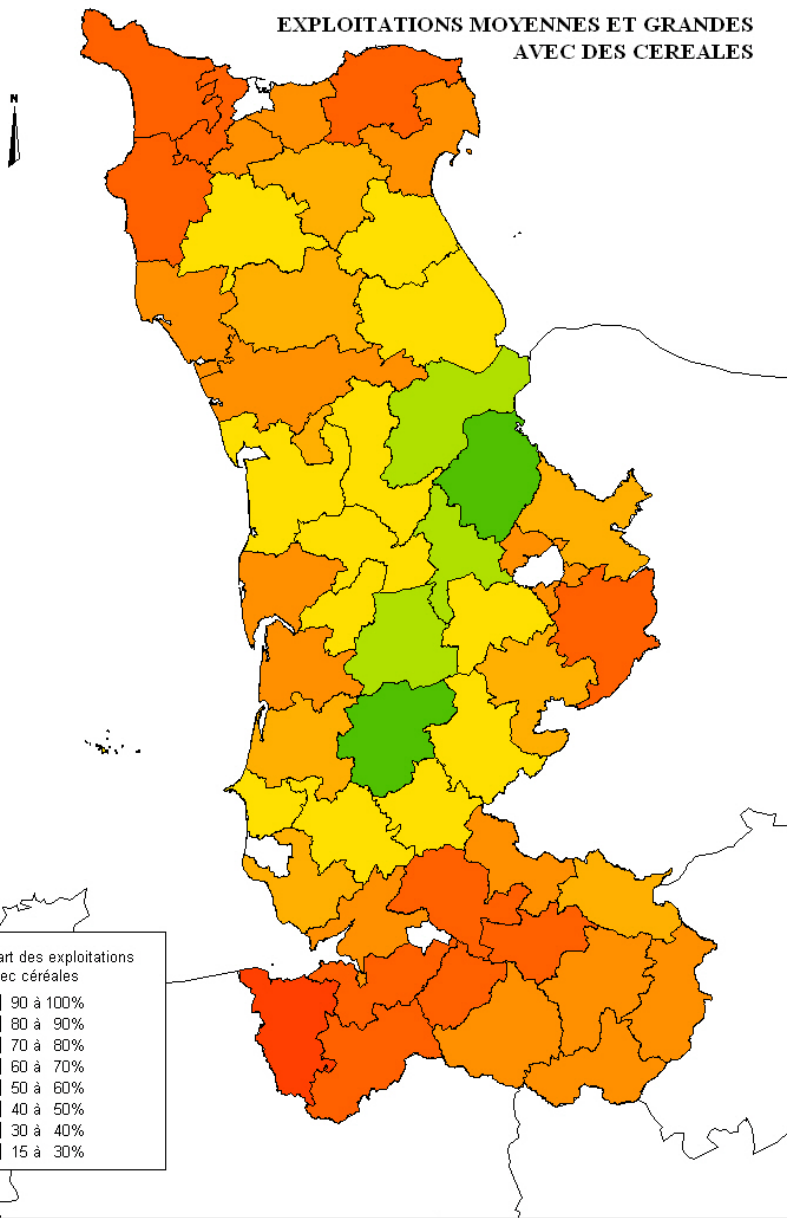 EXPLOITATIONS MOYENNES ET GRANDES
AVEC DES CEREALES
N
art des exploitations
ec céréales
90 à 100%
80 à 90%
70 à 80%
60 à 70%
50 à 60%
40 à 50%
30 à 40%
15 à 30%